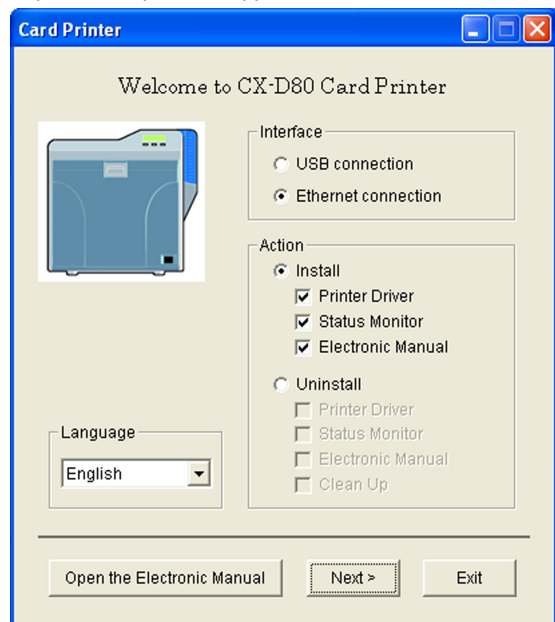 Card Printer
Welcome to CX-D80 Card Printer
Interface
USB connection
Ethernet connection
Action
Install
Printer Driver
Status Monitor
Electronic Manual
Uninstall
Printer Driver
Status Monitor
Electronic Manual
Clean Up
Language
English
Open the Electronic Manual
Next >
Exit